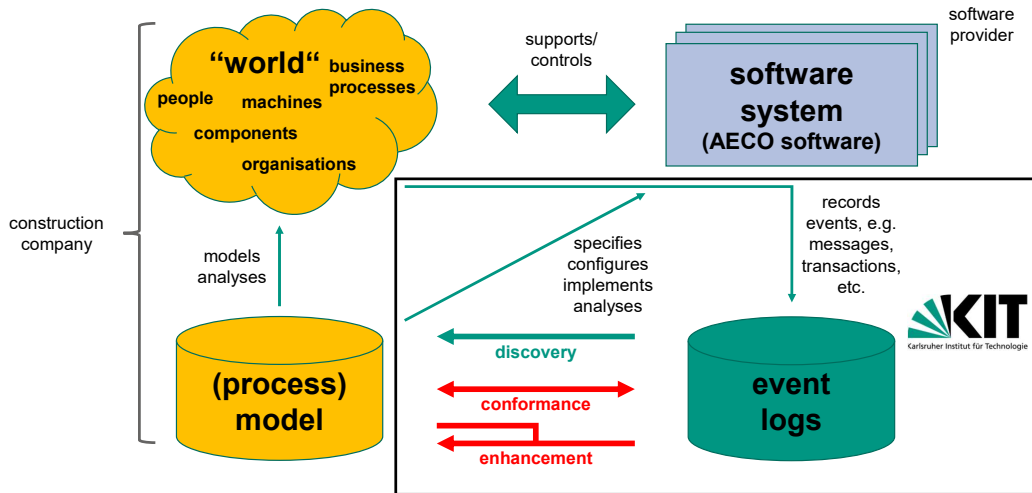 software
provider
“world“
business
processes
people
machines
components
organisations
supports/
controls
software
system
(AECO software)
construction
company
models
analyses
specifies
configures
implements
analyses
records
events, e.g.
messages,
transactions,
etc.
KIT
Karlsruher Institut für Technologie
(process)
model
discovery
conformance
enhancement
event
logs